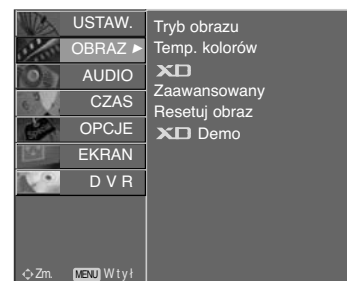 USTAW.
OBRAZ ►
AUDIO
CZAS
OPCJE
EKRAN
D V R
Zm. MENU Wtył
Tryb obrazu
Temp. kolorów
XD
Zaawansowany
Resetuj obraz
XD Demo